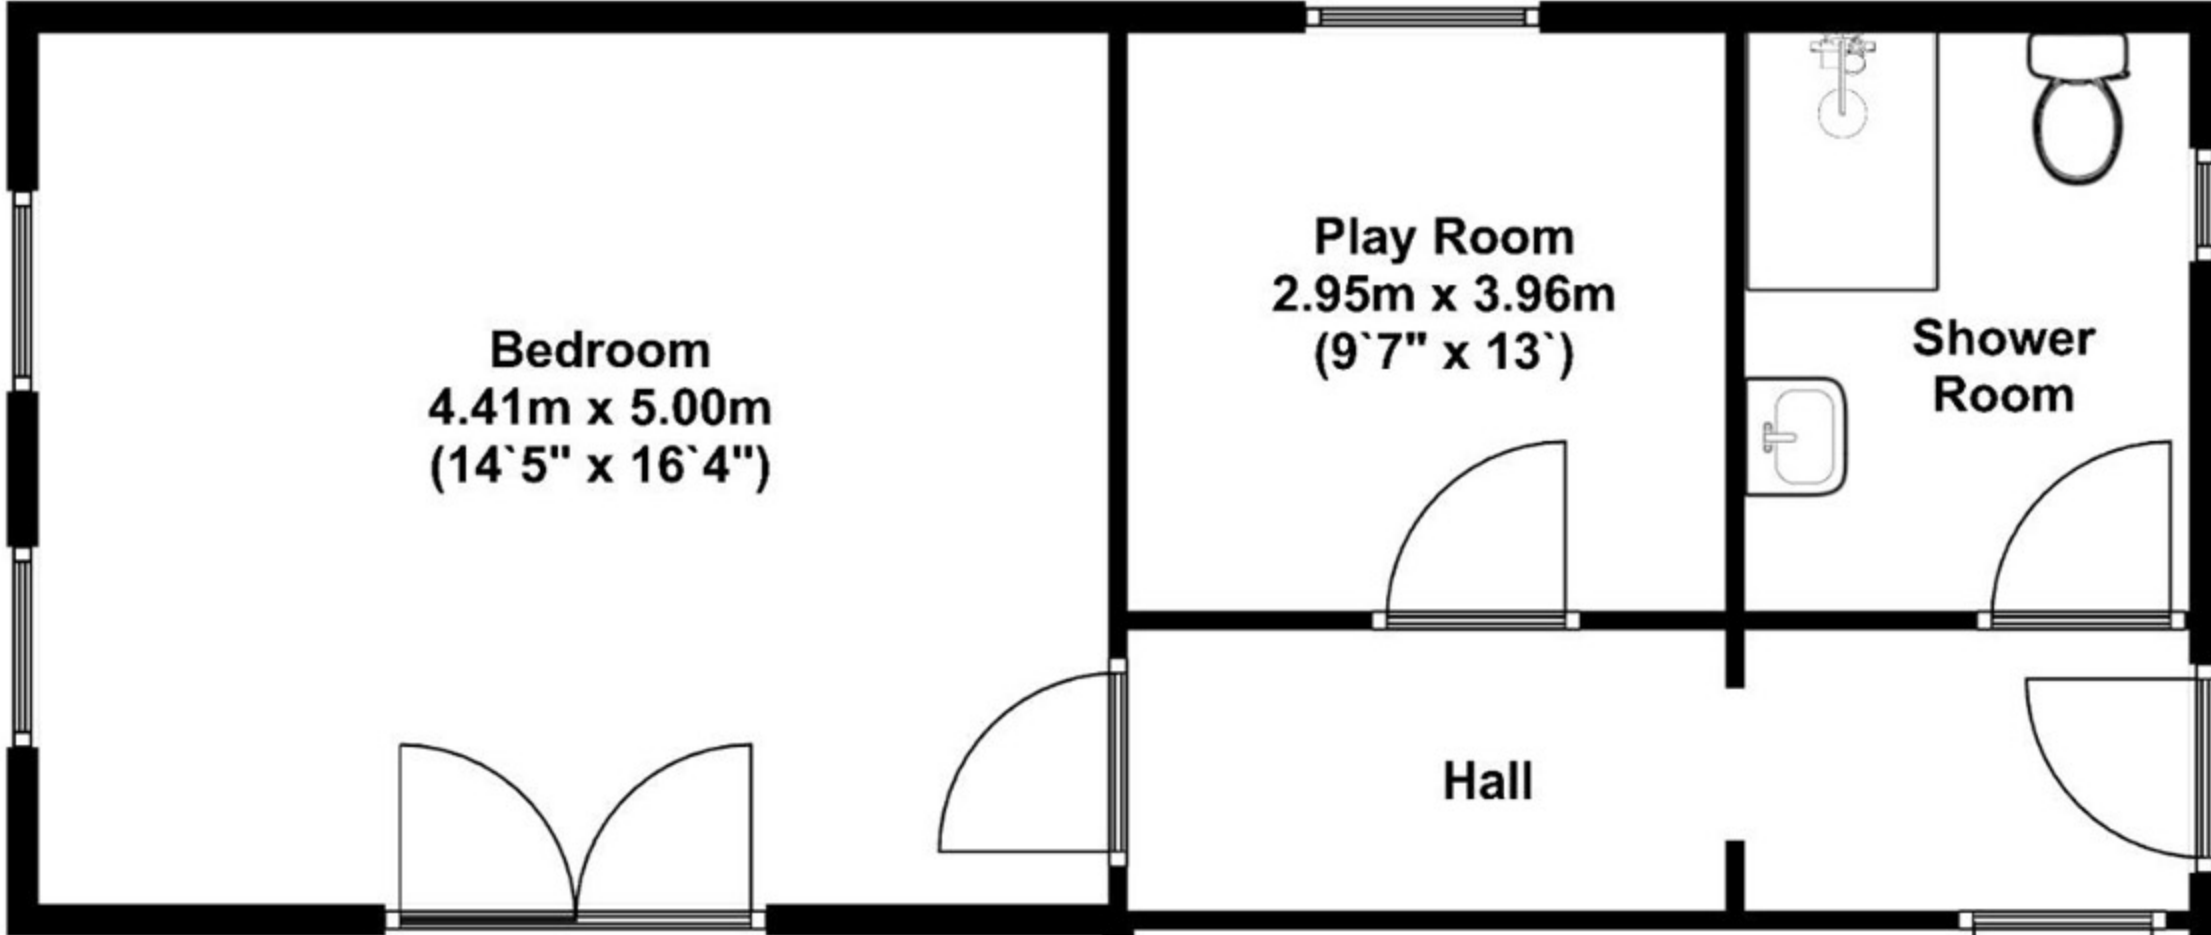 Bedroom
4.41m x 5.00m
(14`5" x 16`4")
Play Room
2.95m x 3.96m
(9`7" x 13`)
Shower
Room
Hall